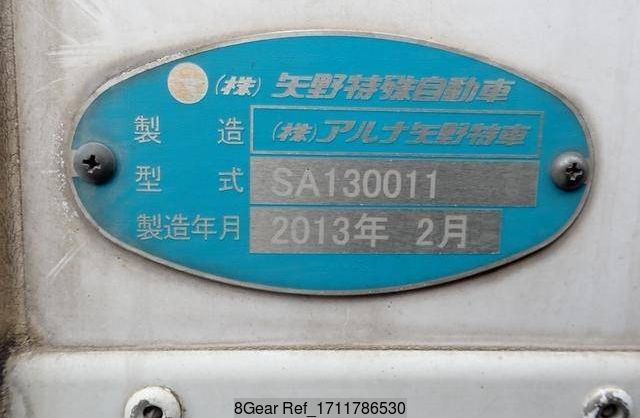 (株) 矢野特殊自動車
製造 (株)アルナ矢野特車
型式 SA130011
製造年月 2013年 2月
8Gear Ref_1711786530